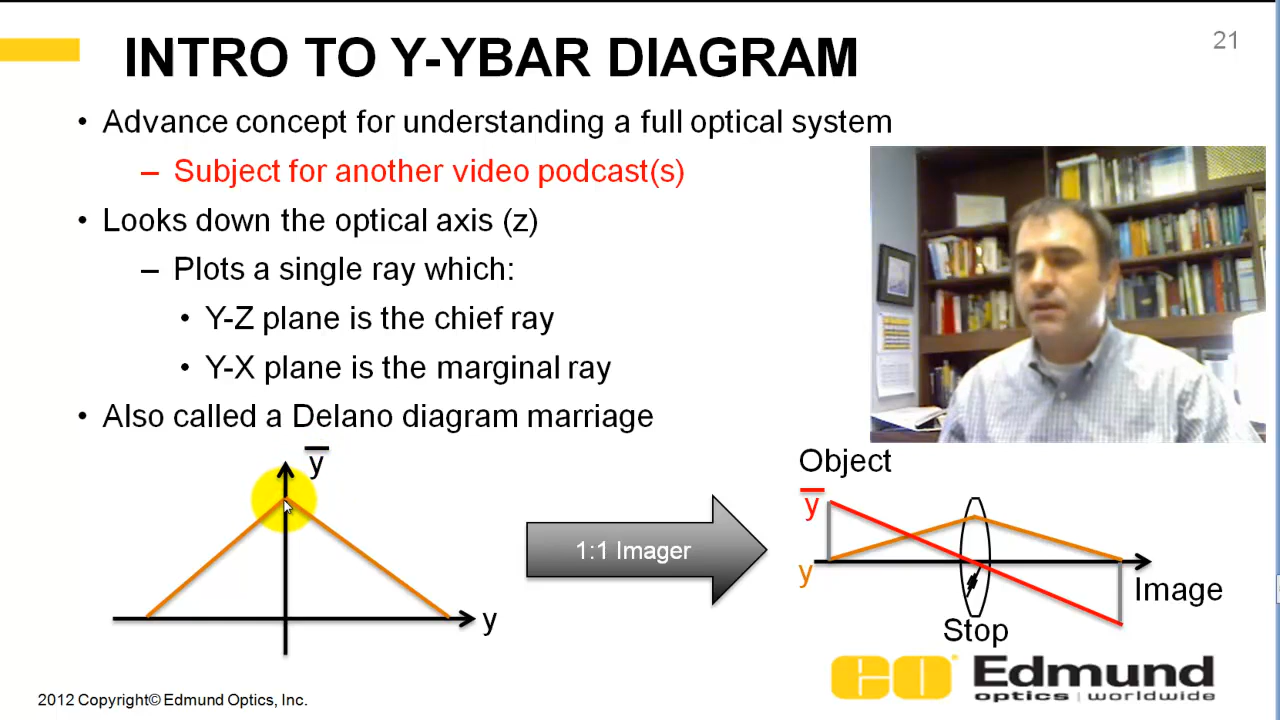 INTRO TO Y-YBAR DIAGRAM
21
• Advance concept for understanding a full optical system
– Subject for another video podcast(s)
• Looks down the optical axis (z)
– Plots a single ray which:
• Y-Z plane is the chief ray
• Y-X plane is the marginal ray
• Also called a Delano diagram marriage
y̅
y
1:1 Imager
Object
y̅
y
Image
Stop
EO Edmund
optics | worldwide
2012 Copyright© Edmund Optics, Inc.